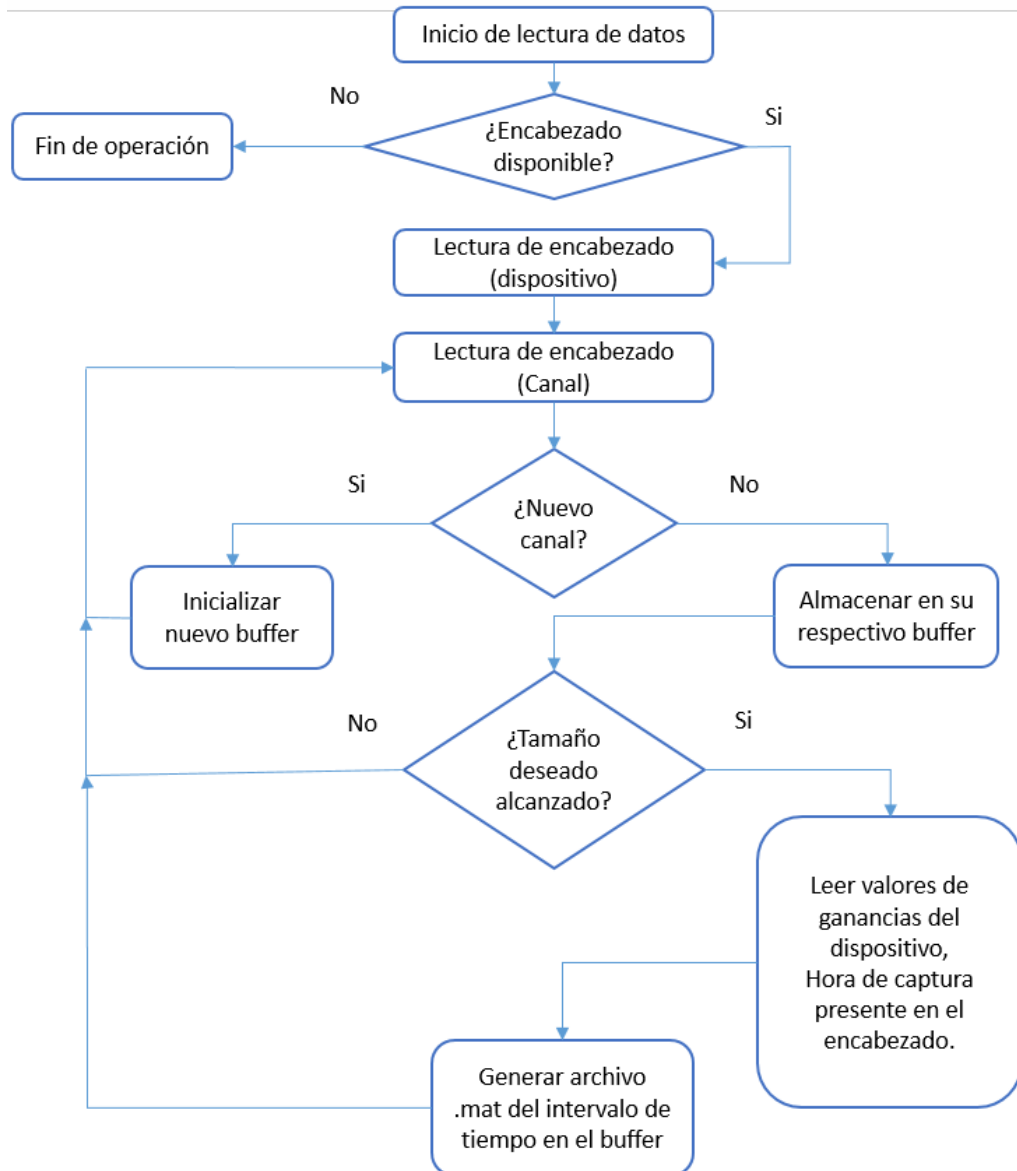 Inicio de lectura de datos
No
Si
¿Encabezado
disponible?
Fin de operación
Lectura de encabezado
(dispositivo)
Lectura de encabezado
(Canal)
Si
No
¿Nuevo
canal?
Inicializar
nuevo buffer
Almacenar en su
respectivo buffer
No
Si
¿Tamaño
deseado
alcanzado?
Leer valores de
ganancias del
dispositivo,
Hora de captura
presente en el
encabezado.
Generar archivo
.mat del intervalo de
tiempo en el buffer